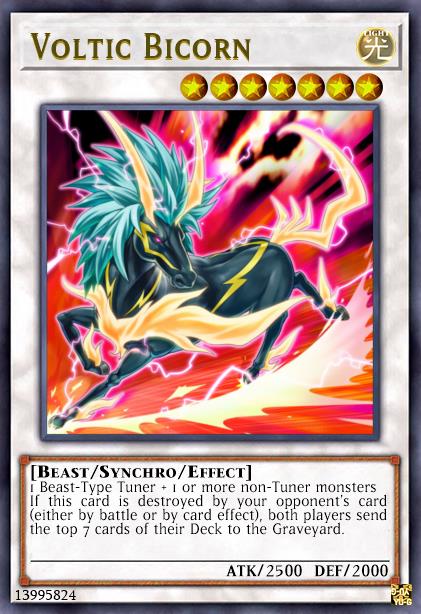 Voltic Bicorn
LIGHT
光
[Beast/Synchro/Effect]
1 Beast-Type Tuner + 1 or more non-Tuner monsters
If this card is destroyed by your opponent's card
(either by battle or by card effect), both players send
the top 7 cards of their Deck to the Graveyard.
ATK/2500 DEF/2000
13995824